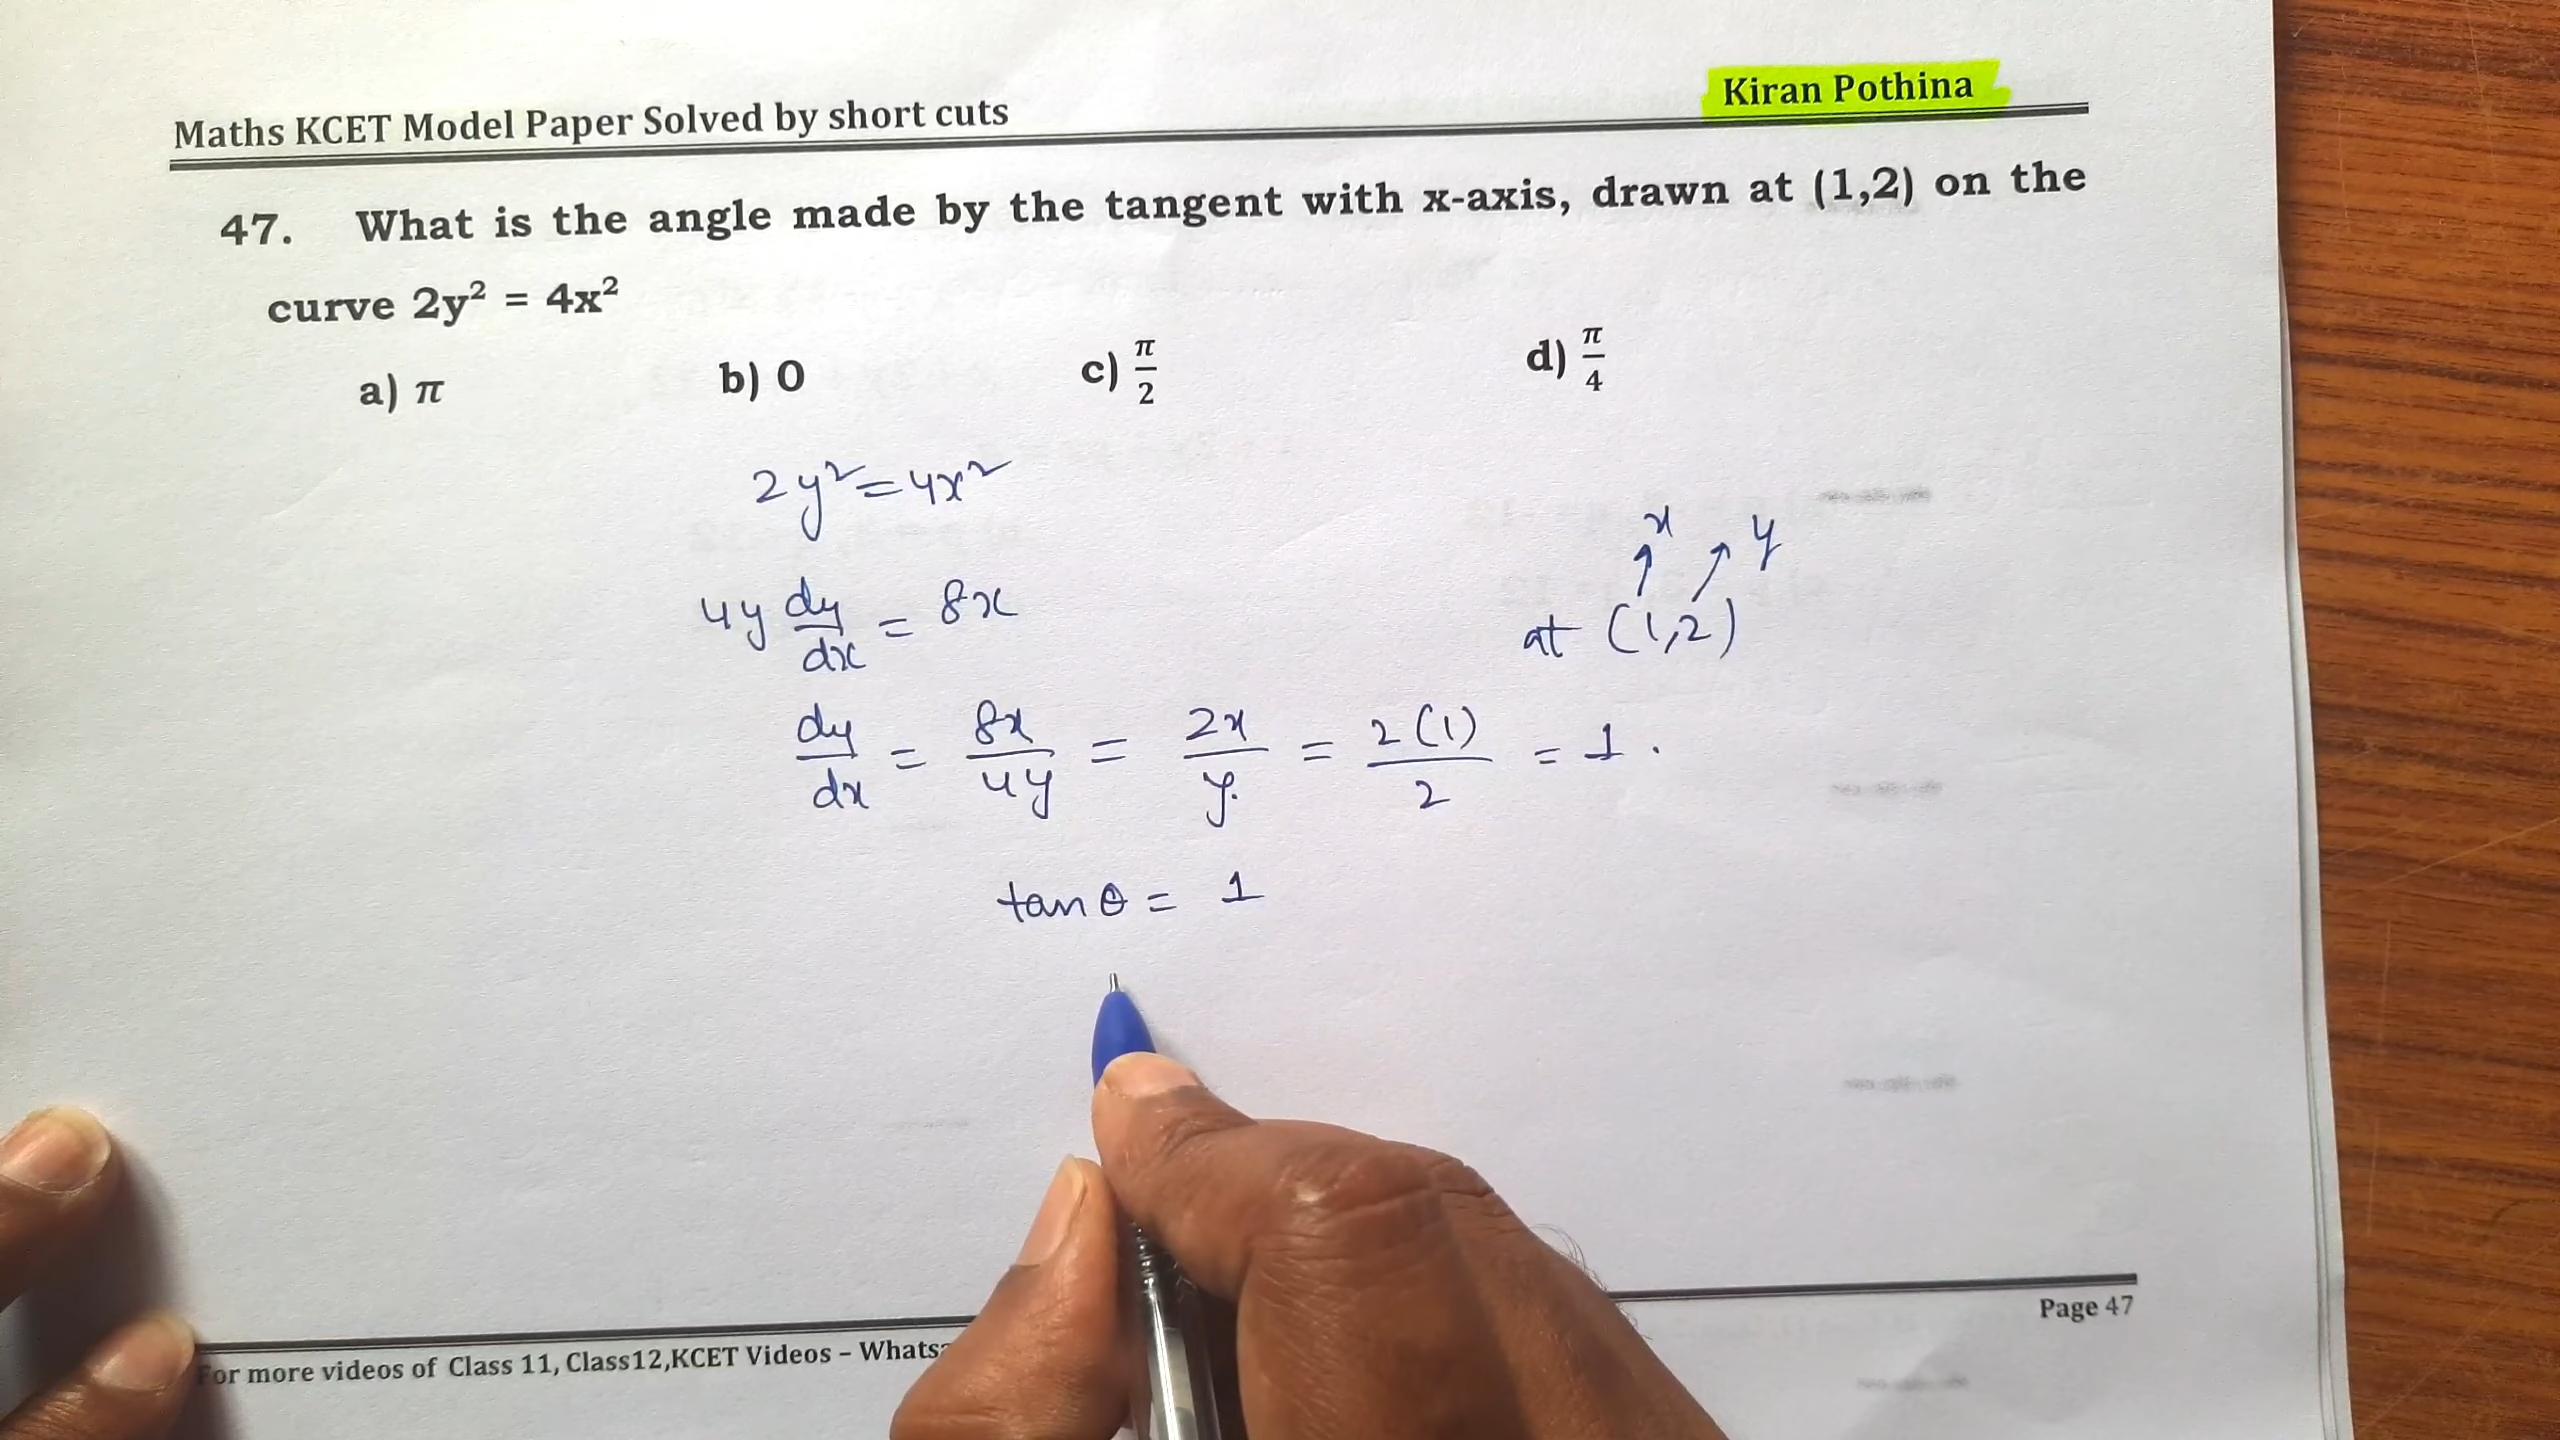 Maths KCET Model Paper Solved by short cuts Kiran Pothina
47. What is the angle made by the tangent with x-axis, drawn at (1,2) on the
curve 2y² = 4x²
a) π b) 0 c) π/2 d) π/4
2y² = 4x²
x y
4y dy/dx = 8x at (1,2)
dy/dx = 8x/4y = 2x/y. = 2(1)/2 = 1.
tan θ = 1
Page 47
For more videos of Class 11, Class12,KCET Videos –